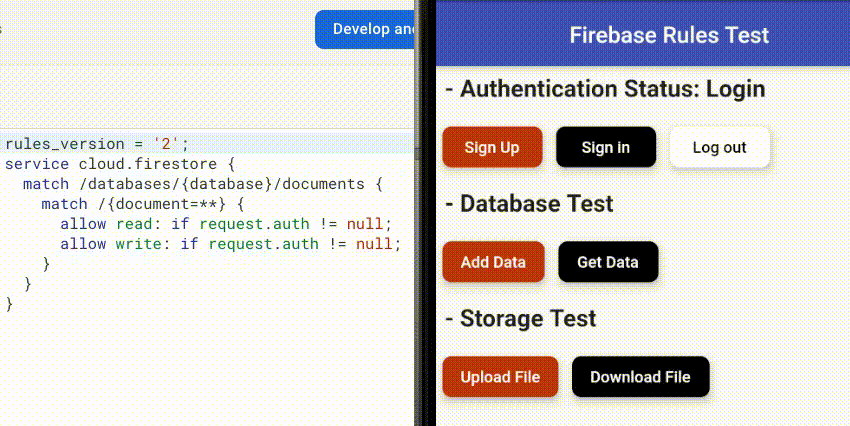 Develop and
rules_version = '2';
service cloud.firestore {
match /databases/{database}/documents {
match /{document=**} {
allow read: if request.auth != null;
allow write: if request.auth != null;
}
}
}
Firebase Rules Test
- Authentication Status: Login
Sign Up
Sign in
Log out
- Database Test
Add Data
Get Data
- Storage Test
Upload File
Download File